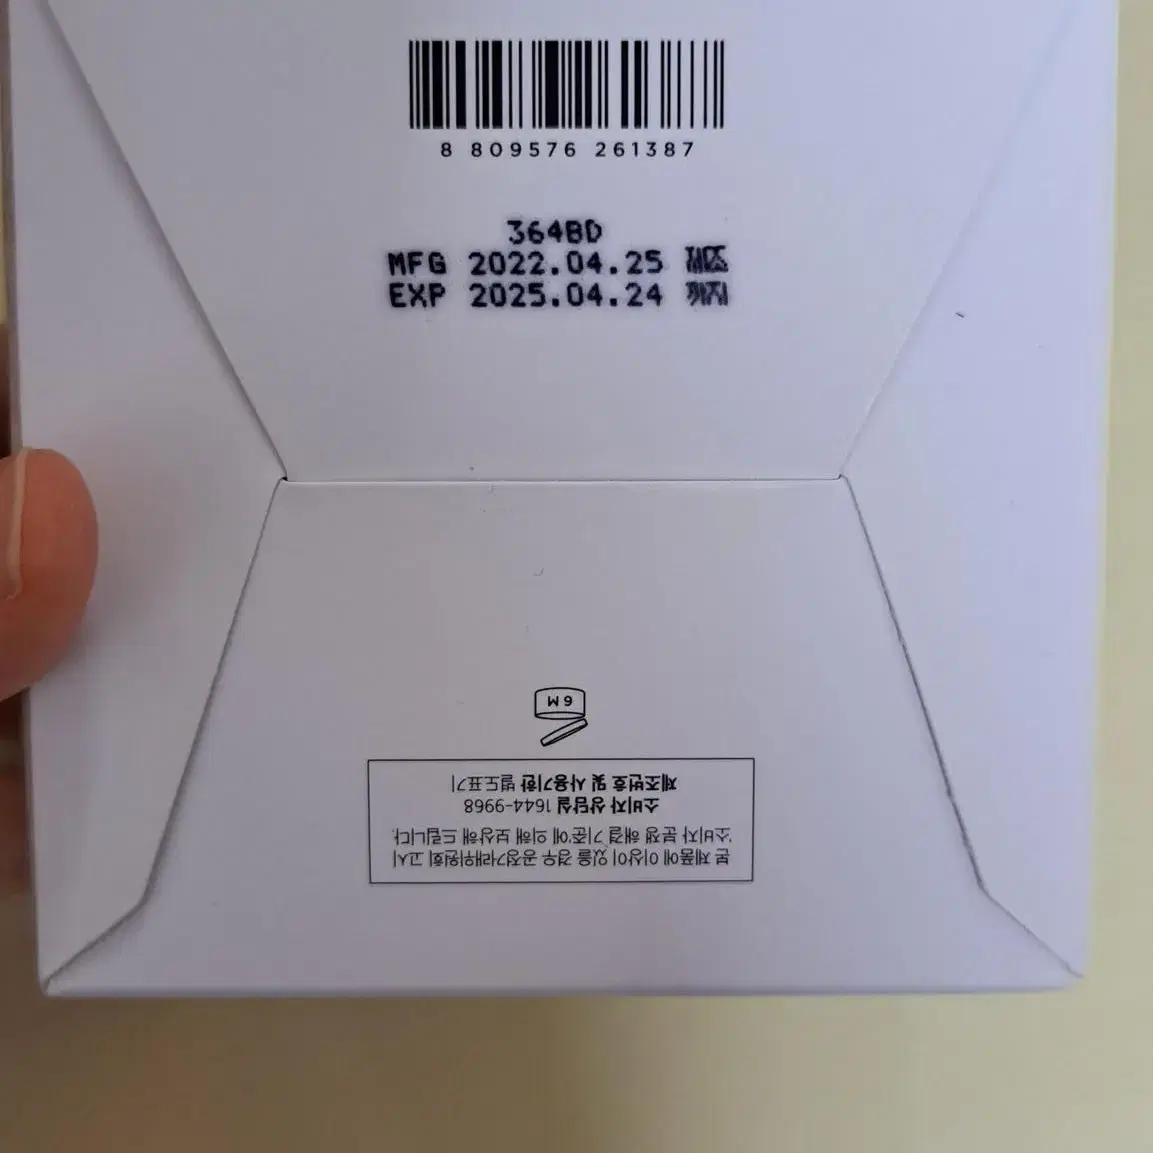 8 809576 261387
364BD
MFG 2022.04.25 제조
EXP 2025.04.24 까지
6M
본 제품에 이상이 있을 경우 공정거래위원회 고시
'소비자 분쟁 해결 기준'에 의해 보상해 드립니다.
소비자 상담실 1644-9968
제조번호 및 사용기한 별도표기